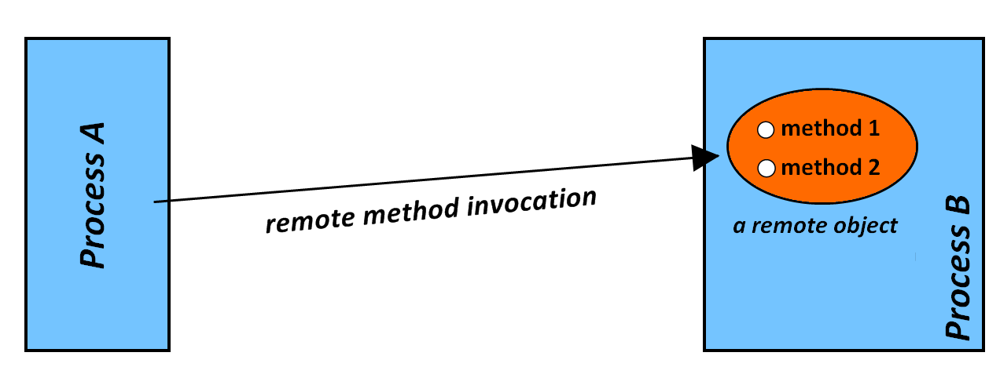 Process A
remote method invocation
method 1
method 2
a remote object
Process B